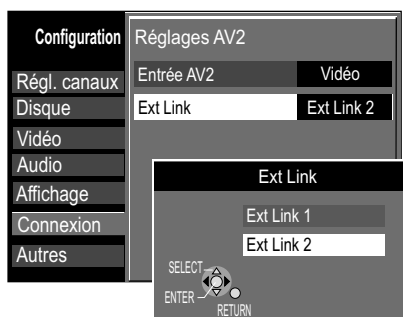 Configuration
Régl. canaux
Disque
Vidéo
Audio
Affichage
Connexion
Autres
Réglages AV2
Entrée AV2 Vidéo
Ext Link Ext Link 2
Ext Link
Ext Link 1
Ext Link 2
SELECT
ENTER
RETURN